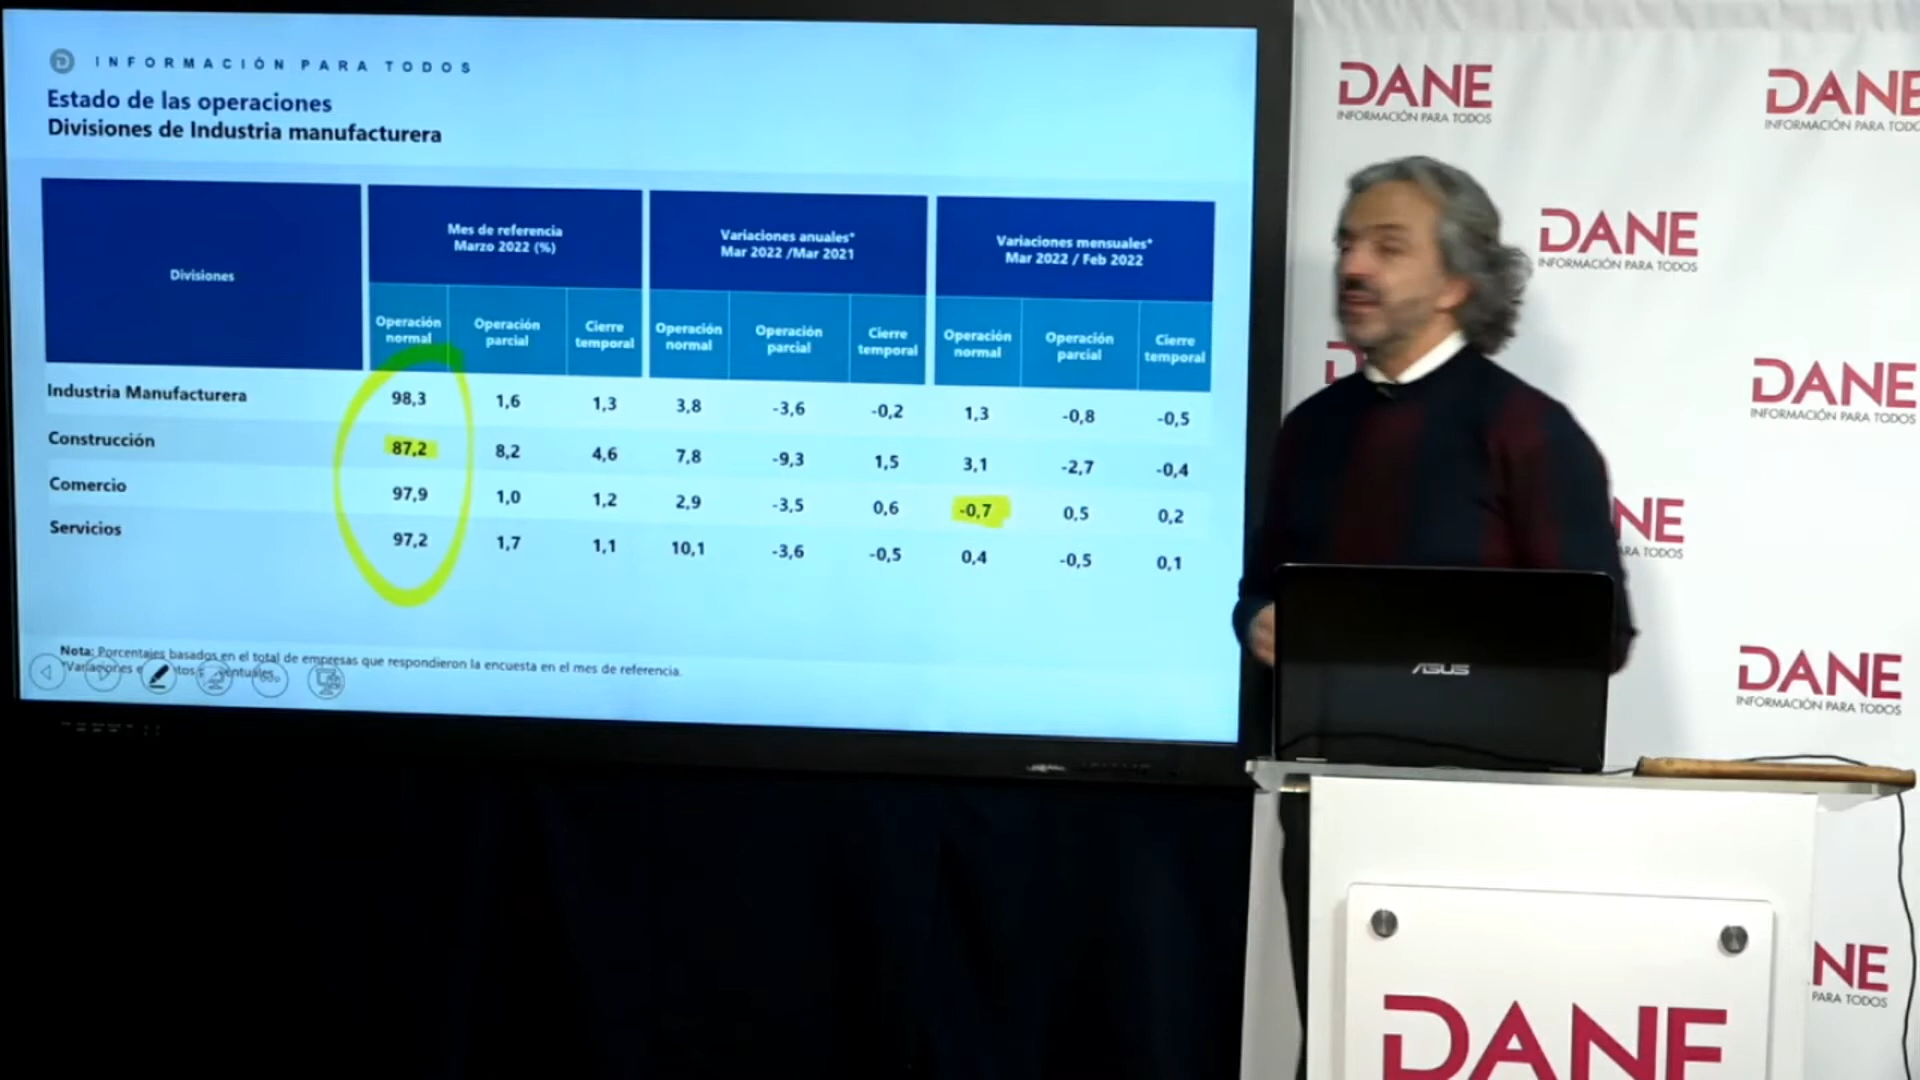 INFORMACIÓN PARA TODOS
Estado de las operaciones
Divisiones de Industria manufacturera
Divisiones
Mes de referencia
Marzo 2022 (%)
Variaciones anuales*
Mar 2022 /Mar 2021
Variaciones mensuales*
Mar 2022 / Feb 2022
Operación normal Operación parcial Cierre temporal Operación normal Operación parcial Cierre temporal Operación normal Operación parcial Cierre temporal
Industria Manufacturera 98,3 1,6 1,3 3,8 -3,6 -0,2 1,3 -0,8 -0,5
Construcción 87,2 8,2 4,6 7,8 -9,3 1,5 3,1 -2,7 -0,4
Comercio 97,9 1,0 1,2 2,9 -3,5 0,6 -0,7 0,5 0,2
Servicios 97,2 1,7 1,1 10,1 -3,6 -0,5 0,4 -0,5 0,1
Nota: Porcentajes basados en el total de empresas que respondieron la encuesta en el mes de referencia.
*Variaciones
DANE
INFORMACIÓN PARA TODOS
DANE
INFORMACIÓN PARA TODO
DANE
INFORMACIÓN PARA TODOS
D
DANE
INFORMACIÓN PARA TODOS
NE
PARA TODOS
DANE
INFORMACIÓN PARA TODOS
ASUS
NE
PARA TODOS
DANE